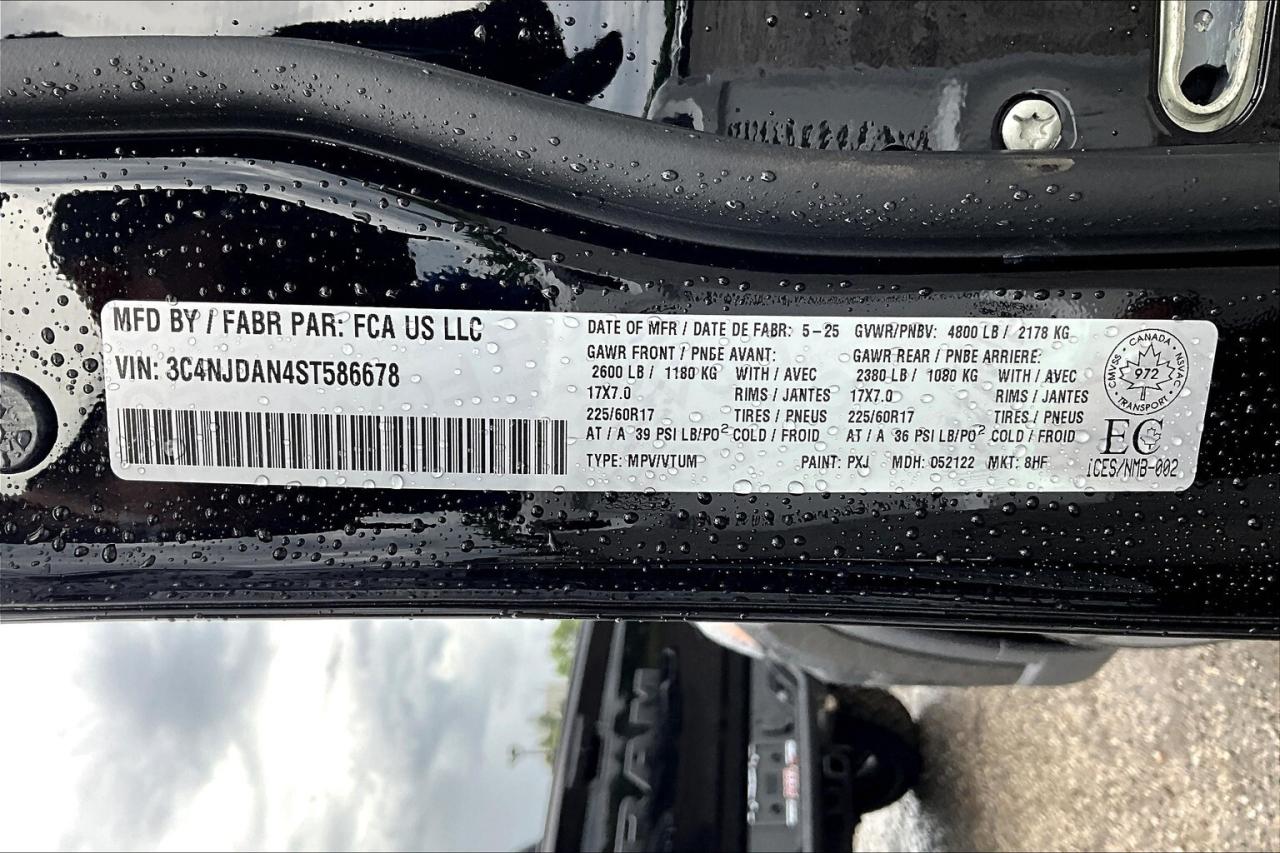 MFD BY / FABR PAR: FCA US LLC
VIN: 3C4NJDAN4ST586678
DATE OF MFR / DATE DE FABR: 5-25 GVWR/PNBV: 4800 LB / 2178 KG
GAWR FRONT / PNBE AVANT: GAWR REAR / PNBE ARRIERE:
2600 LB / 1180 KG WITH / AVEC 2380 LB / 1080 KG WITH / AVEC
17X7.0 RIMS / JANTES 17X7.0 RIMS / JANTES
225/60R17 TIRES / PNEUS 225/60R17 TIRES / PNEUS
AT / A 39 PSI LB/PO² COLD / FROID AT / A 36 PSI LB/PO² COLD / FROID
TYPE: MPV/VTUM PAINT: PXJ MDH: 052122 MKT: 8HF
CANADA
CMVSS 972 NSVAC
TRANSPORT
EC
ICES/NMB-002
RAM